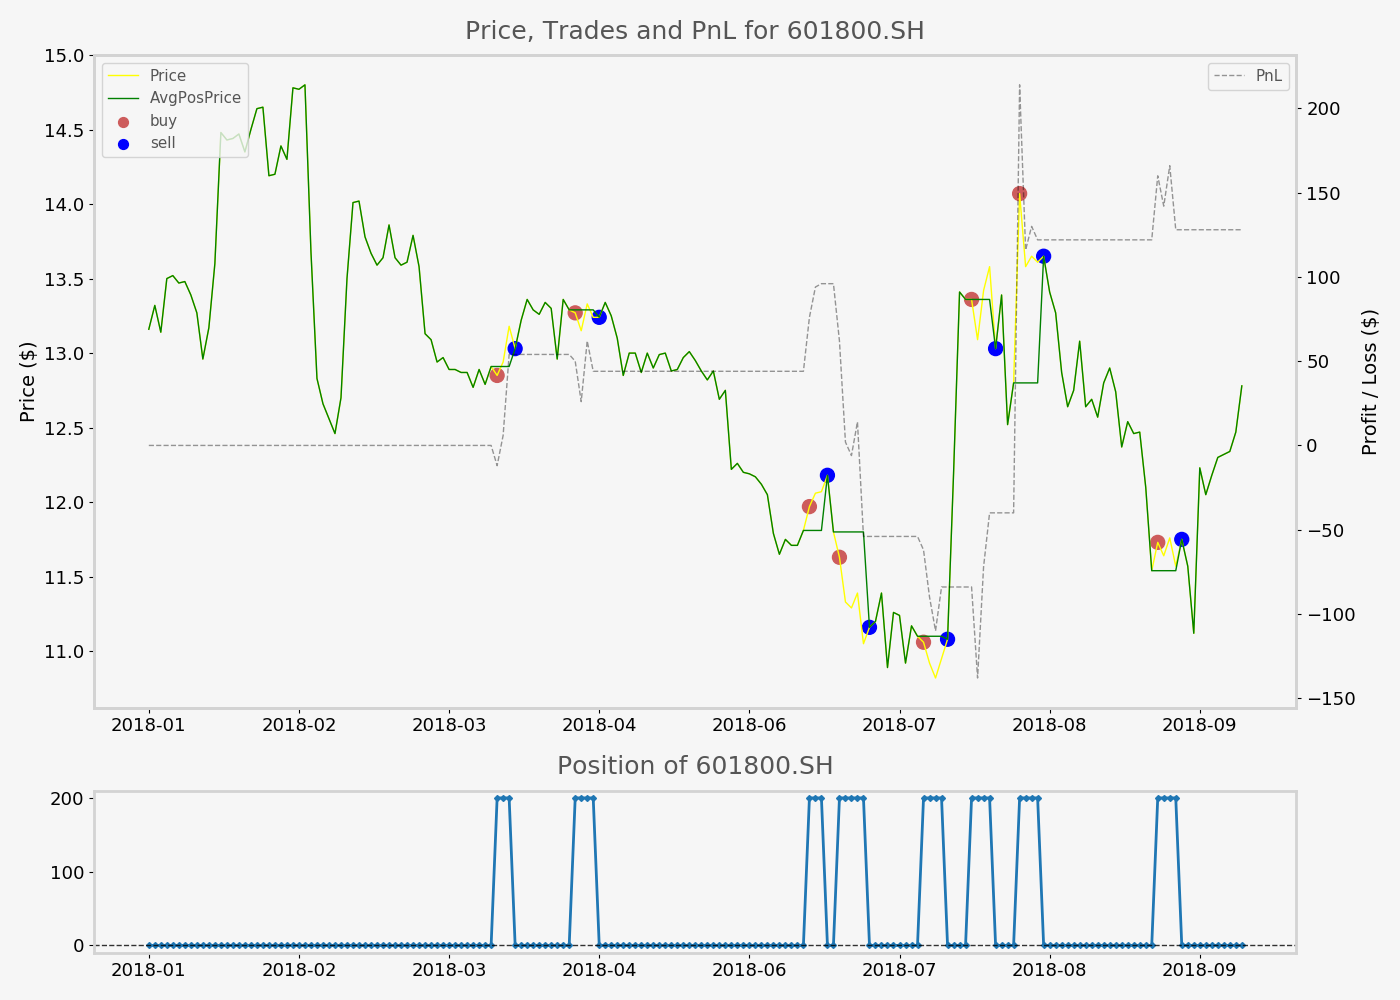 Price, Trades and PnL for 601800.SH
Price
AvgPosPrice
buy
sell
PnL
15.0
14.5
14.0
13.5
13.0
12.5
12.0
11.5
11.0
Price ($)
200
150
100
50
0
−50
−100
−150
Profit / Loss ($)
2018-01 2018-02 2018-03 2018-04 2018-06 2018-07 2018-08 2018-09
Position of 601800.SH
200
100
0
2018-01 2018-02 2018-03 2018-04 2018-06 2018-07 2018-08 2018-09